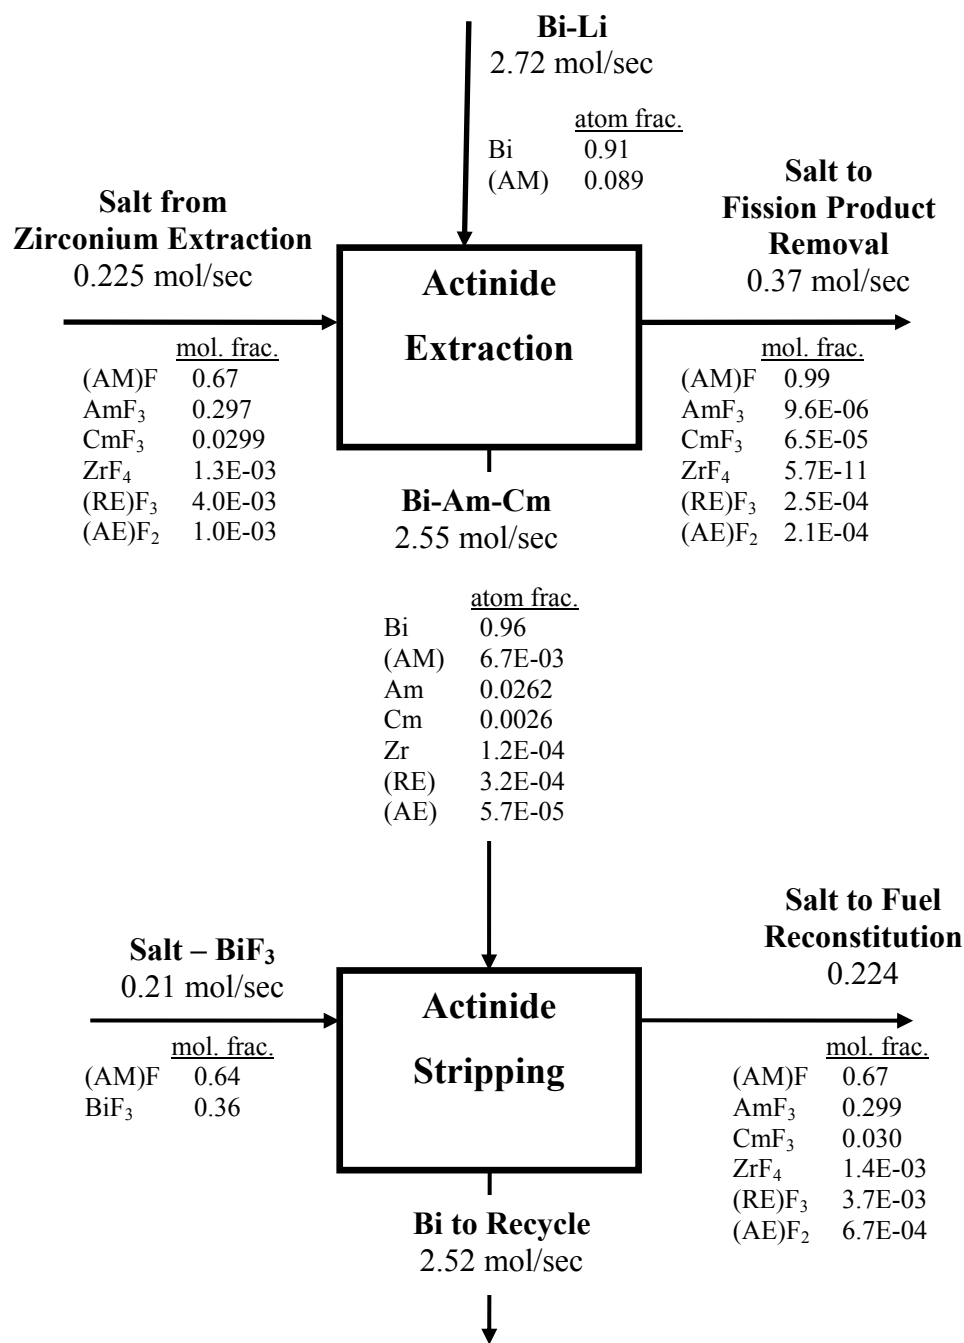 Bi-Li
2.72 mol/sec
atom frac.
Bi 0.91
(AM) 0.089
Salt from
Zirconium Extraction
0.225 mol/sec
mol. frac.
(AM)F 0.67
AmF₃ 0.297
CmF₃ 0.0299
ZrF₄ 1.3E-03
(RE)F₃ 4.0E-03
(AE)F₂ 1.0E-03
Actinide
Extraction
Salt to
Fission Product
Removal
0.37 mol/sec
mol. frac.
(AM)F 0.99
AmF₃ 9.6E-06
CmF₃ 6.5E-05
ZrF₄ 5.7E-11
(RE)F₃ 2.5E-04
(AE)F₂ 2.1E-04
Bi-Am-Cm
2.55 mol/sec
atom frac.
Bi 0.96
(AM) 6.7E-03
Am 0.0262
Cm 0.0026
Zr 1.2E-04
(RE) 3.2E-04
(AE) 5.7E-05
Salt – BiF₃
0.21 mol/sec
mol. frac.
(AM)F 0.64
BiF₃ 0.36
Actinide
Stripping
Salt to Fuel
Reconstitution
0.224
mol. frac.
(AM)F 0.67
AmF₃ 0.299
CmF₃ 0.030
ZrF₄ 1.4E-03
(RE)F₃ 3.7E-03
(AE)F₂ 6.7E-04
Bi to Recycle
2.52 mol/sec